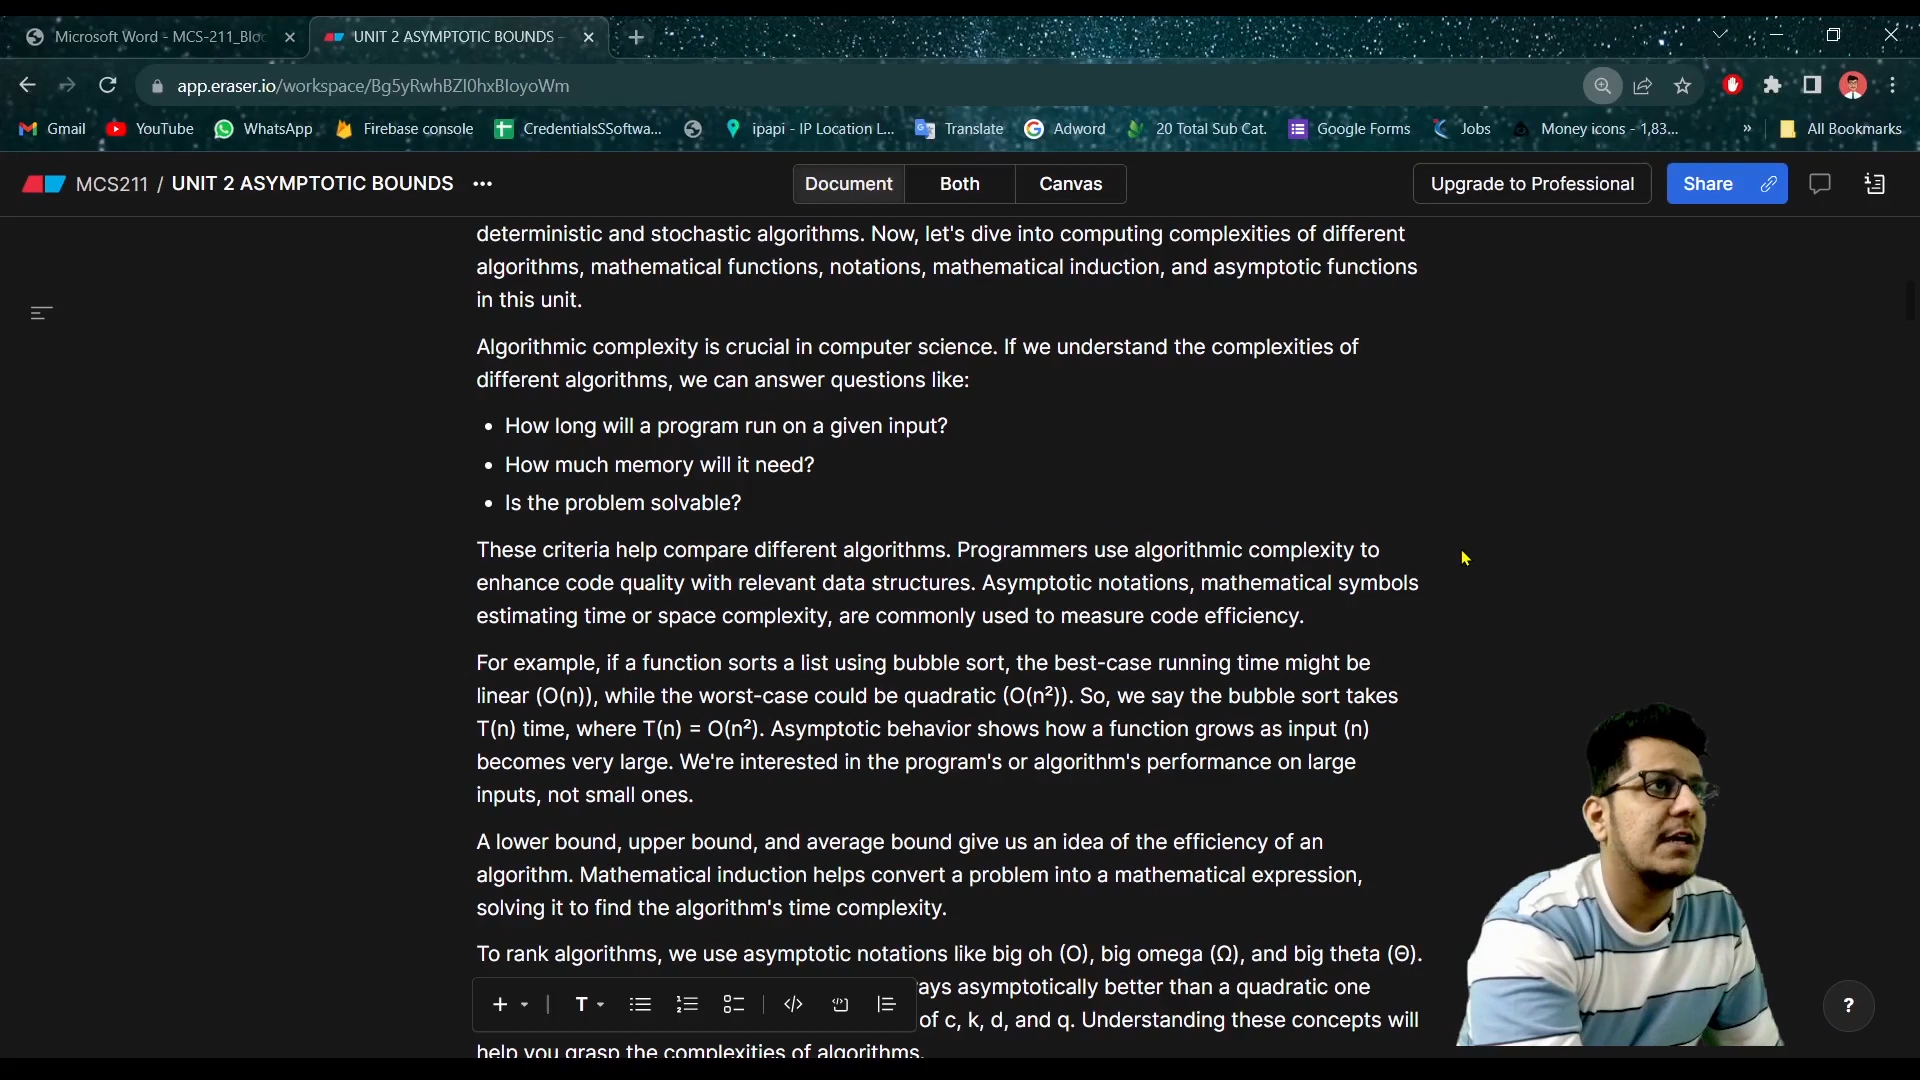 Microsoft Word - MCS-211_Blo
UNIT 2 ASYMPTOTIC BOUNDS -
app.eraser.io/workspace/Bg5yRwhBZI0hxBIoyoWm
Gmail YouTube WhatsApp Firebase console CredentialsSSoftwa... ipapi - IP Location L... Translate Adword 20 Total Sub Cat. Google Forms Jobs Money icons - 1,83... » All Bookmarks
MCS211 / UNIT 2 ASYMPTOTIC BOUNDS ••• Document Both Canvas Upgrade to Professional Share
deterministic and stochastic algorithms. Now, let's dive into computing complexities of different
algorithms, mathematical functions, notations, mathematical induction, and asymptotic functions
in this unit.
Algorithmic complexity is crucial in computer science. If we understand the complexities of
different algorithms, we can answer questions like:
• How long will a program run on a given input?
• How much memory will it need?
• Is the problem solvable?
These criteria help compare different algorithms. Programmers use algorithmic complexity to
enhance code quality with relevant data structures. Asymptotic notations, mathematical symbols
estimating time or space complexity, are commonly used to measure code efficiency.
For example, if a function sorts a list using bubble sort, the best-case running time might be
linear (O(n)), while the worst-case could be quadratic (O(n²)). So, we say the bubble sort takes
T(n) time, where T(n) = O(n²). Asymptotic behavior shows how a function grows as input (n)
becomes very large. We're interested in the program's or algorithm's performance on large
inputs, not small ones.
A lower bound, upper bound, and average bound give us an idea of the efficiency of an
algorithm. Mathematical induction helps convert a problem into a mathematical expression,
solving it to find the algorithm's time complexity.
To rank algorithms, we use asymptotic notations like big oh (O), big omega (Ω), and big theta (Θ).
ays asymptotically better than a quadratic one
of c, k, d, and q. Understanding these concepts will
help you grasp the complexities of algorithms.
+ T ?